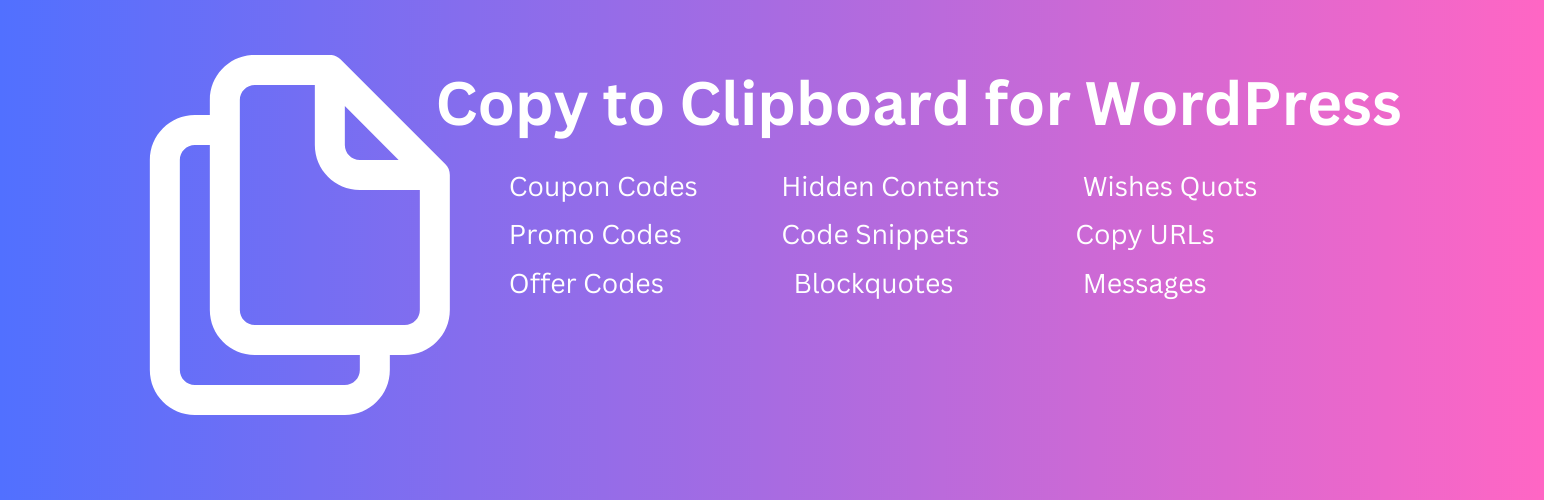 Copy to Clipboard for WordPress
Coupon Codes Hidden Contents Wishes Quots
Promo Codes Code Snippets Copy URLs
Offer Codes Blockquotes Messages